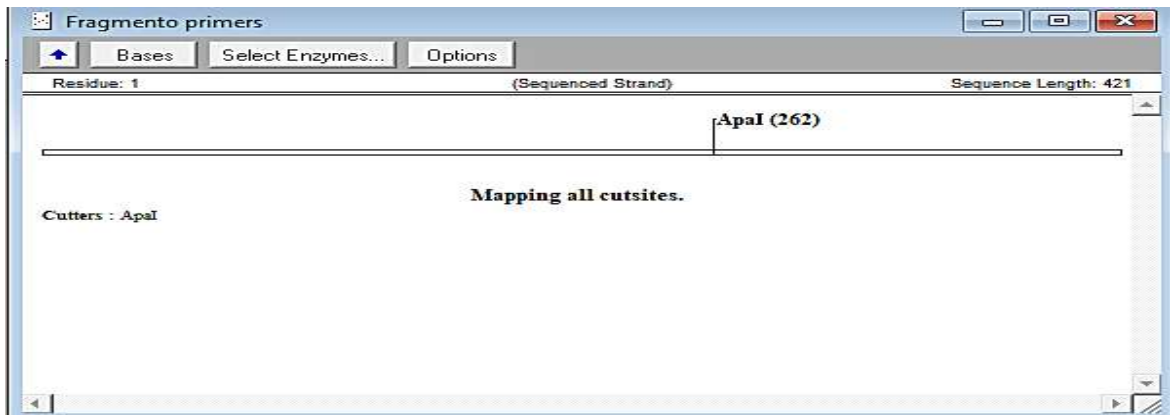 Fragmento primers
Bases Select Enzymes... Options
Residue: 1 (Sequenced Strand) Sequence Length: 421
ApaI (262)
Mapping all cutsites.
Cutters : ApaI